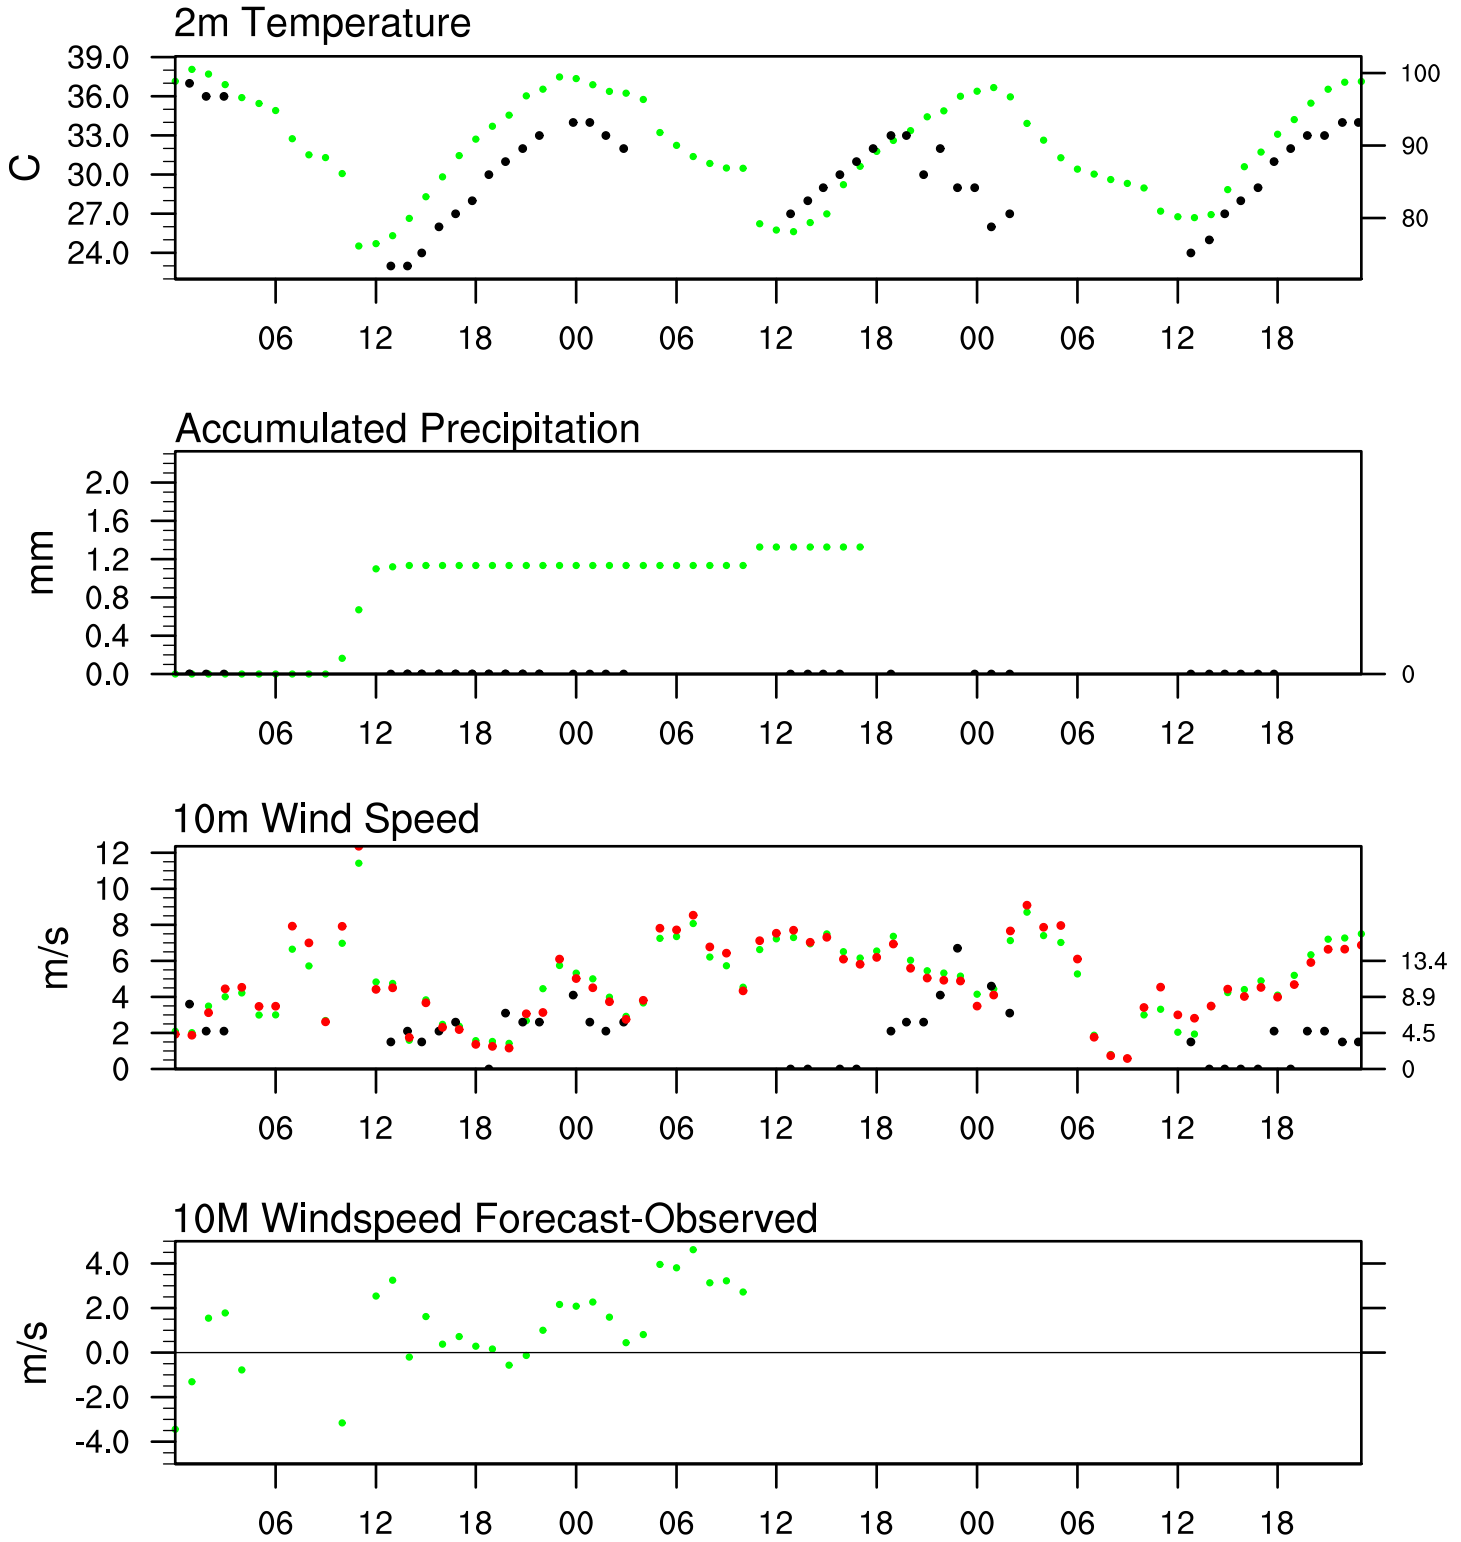 2m Temperature
39.0
36.0
33.0
30.0
27.0
24.0
C
100
90
80
06 12 18 00 06 12 18 00 06 12 18
Accumulated Precipitation
2.0
1.6
1.2
0.8
0.4
0.0
mm
0
06 12 18 00 06 12 18 00 06 12 18
10m Wind Speed
12
10
8
6
4
2
0
m/s
13.4
8.9
4.5
0
06 12 18 00 06 12 18 00 06 12 18
10M Windspeed Forecast-Observed
4.0
2.0
0.0
-2.0
-4.0
m/s
06 12 18 00 06 12 18 00 06 12 18